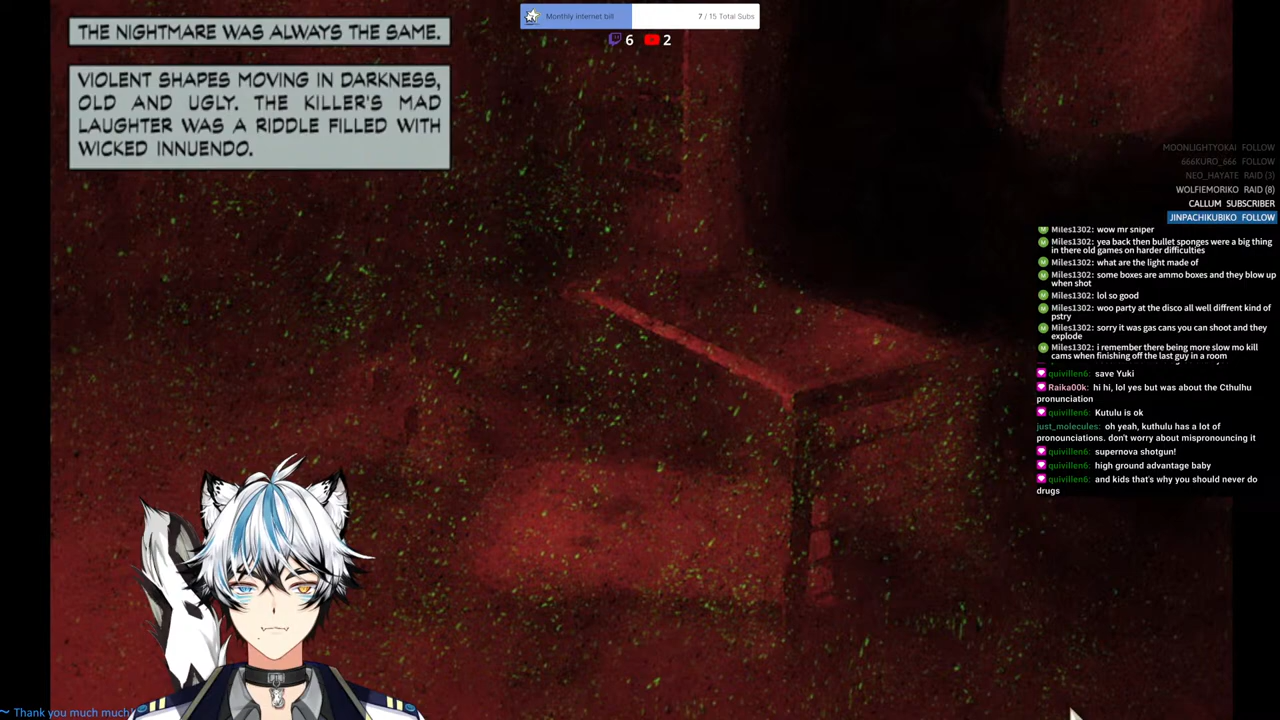 THE NIGHTMARE WAS ALWAYS THE SAME.
VIOLENT SHAPES MOVING IN DARKNESS,
OLD AND UGLY. THE KILLER'S MAD
LAUGHTER WAS A RIDDLE FILLED WITH
WICKED INNUENDO.
Monthly internet bill
7 / 15 Total Subs
6 2
MOONLIGHTYOKAI FOLLOW
666KURO_666 FOLLOW
NEO_HAYATE RAID (3)
WOLFIEMORIKO RAID (8)
CALLUM SUBSCRIBER
JINPACHIKUBIKO FOLLOW
Miles1302: wow mr sniper
Miles1302: yea back then bullet sponges were a big thing
in there old games on harder difficulties
Miles1302: what are the light made of
Miles1302: some boxes are ammo boxes and they blow up
when shot
Miles1302: lol so good
Miles1302: woo party at the disco all well diffrent kind of
pstry
Miles1302: sorry it was gas cans you can shoot and they
explode
Miles1302: i remember there being more slow mo kill
cams when finishing off the last guy in a room
quivillen6: save Yuki
Raika00k: hi hi, lol yes but was about the Cthulhu
pronunciation
quivillen6: Kutulu is ok
just_molecules: oh yeah, kuthulu has a lot of
pronounciations. don't worry about mispronouncing it
quivillen6: supernova shotgun!
quivillen6: high ground advantage baby
quivillen6: and kids that's why you should never do
drugs
~ Thank you much much~